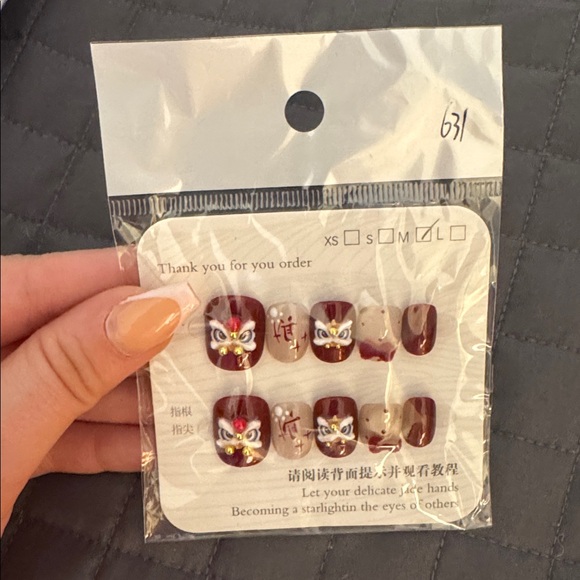 631
XS S M L
Thank you for you order
指根
指尖
请阅读背面提示并观看教程
Let your delicate jade hands
Becoming a starlightin the eyes of others